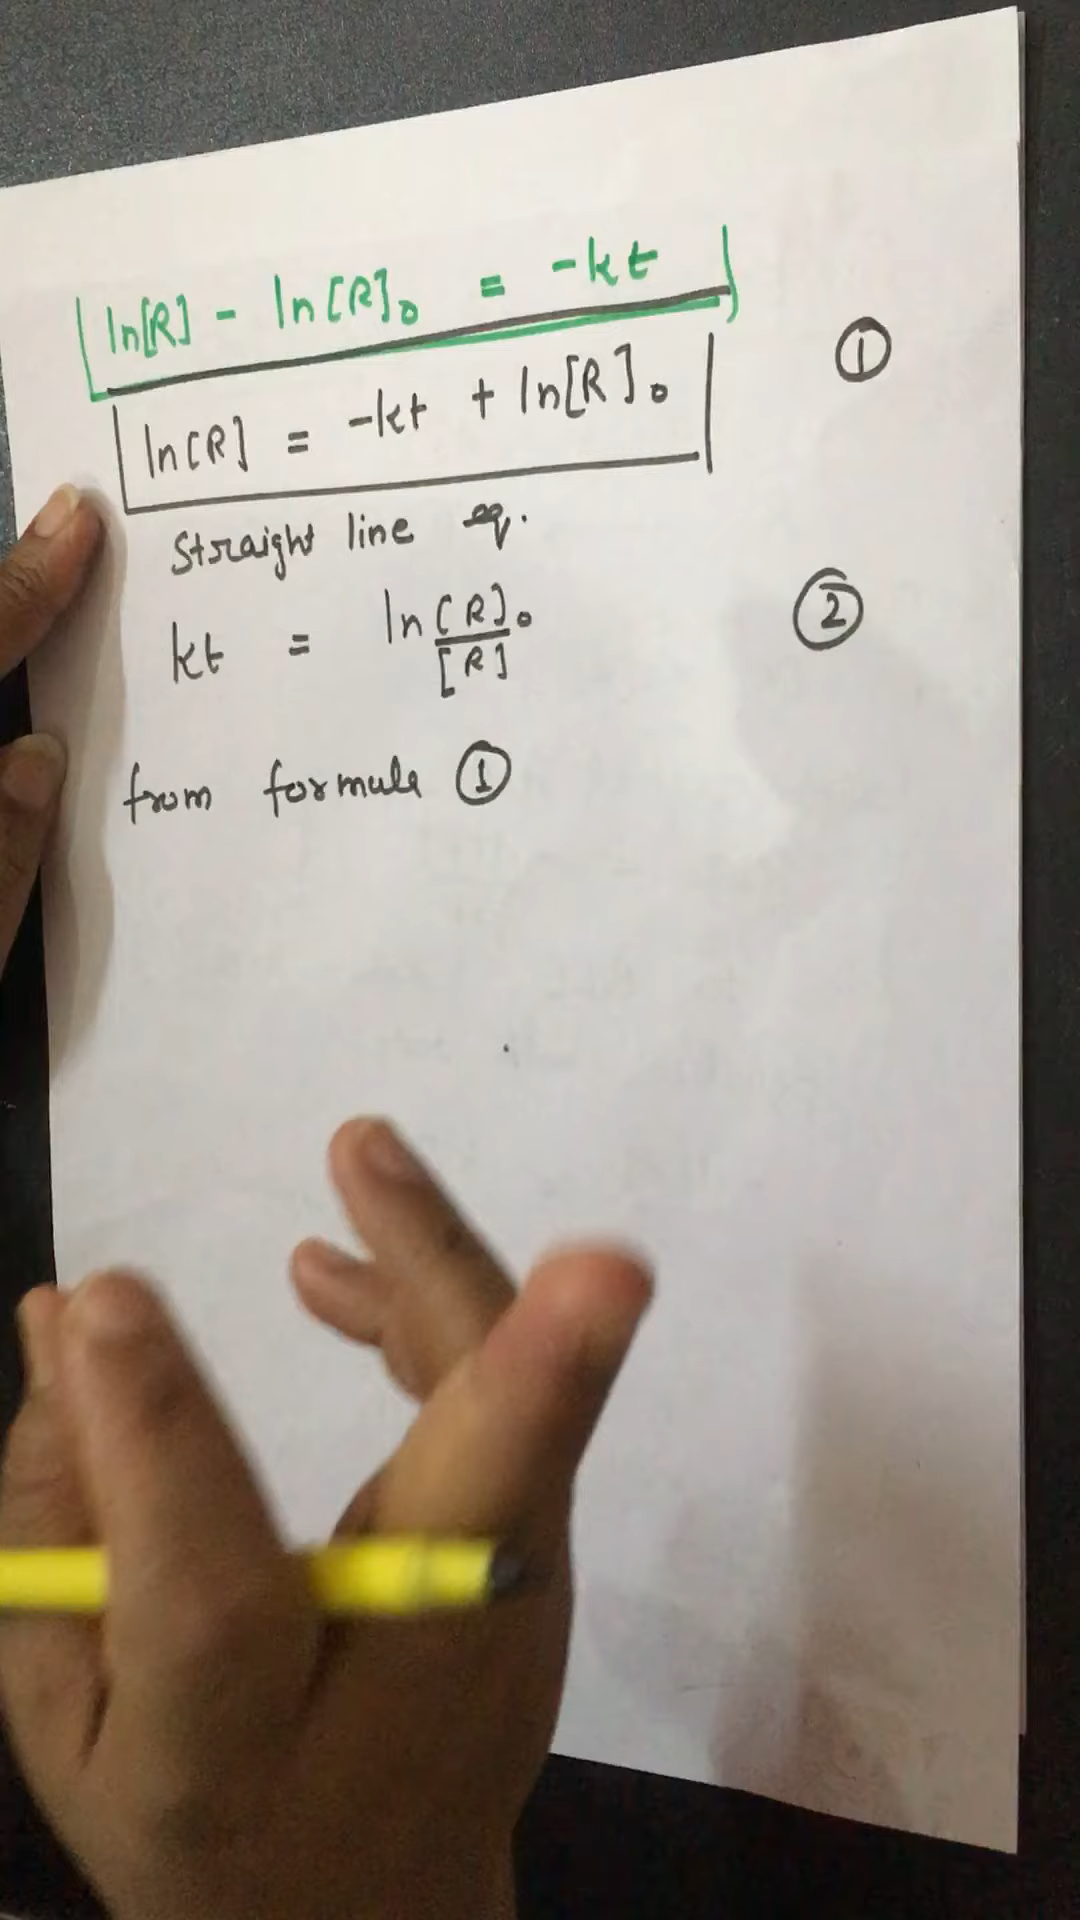 ln[R] - ln[R]₀ = -kt
ln[R] = -kt + ln[R]₀ ①
Straight line eq.
kt = ln [R]₀/[R] ②
from formula ①